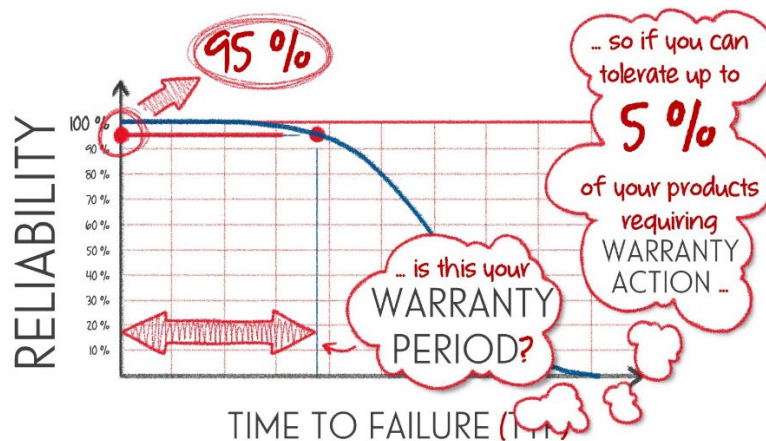 95 %
... so if you can
tolerate up to
5 %
of your products
requiring
WARRANTY
ACTION ...
RELIABILITY
100 %
90 %
80 %
70 %
60 %
50 %
40 %
30 %
20 %
10 %
... is this your
WARRANTY
PERIOD?
TIME TO FAILURE